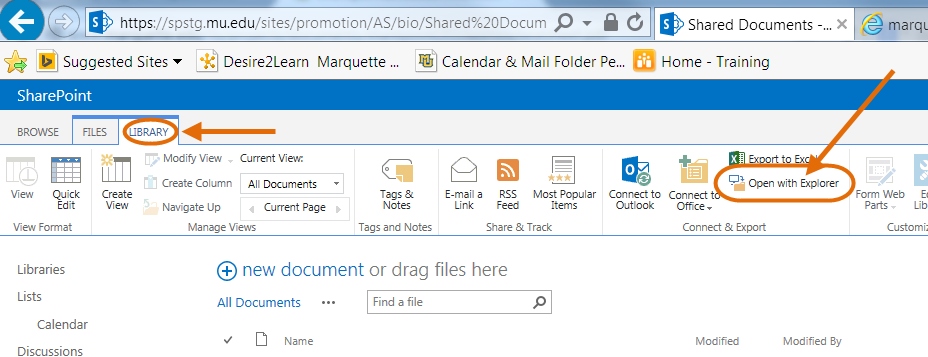 https://spstg.mu.edu/sites/promotion/AS/bio/Shared%20Docum
Shared Documents - ...
marqu
Suggested Sites
Desire2Learn Marquette ...
Calendar & Mail Folder Pe...
Home - Training
SharePoint
BROWSE
FILES
LIBRARY
View
Quick
Edit
View Format
Create
View
Modify View
Create Column
Navigate Up
Current View:
All Documents
Current Page
Manage Views
Tags &
Notes
Tags and Notes
E-mail a
Link
RSS
Feed
Most Popular
Items
Share & Track
Connect to
Outlook
Connect to
Office
Export to Excel
Open with Explorer
Connect & Export
Form Web
Parts
E
Lib
Customiz
Libraries
Lists
Calendar
Discussions
new document or drag files here
All Documents
...
Find a file
Name
Modified
Modified By